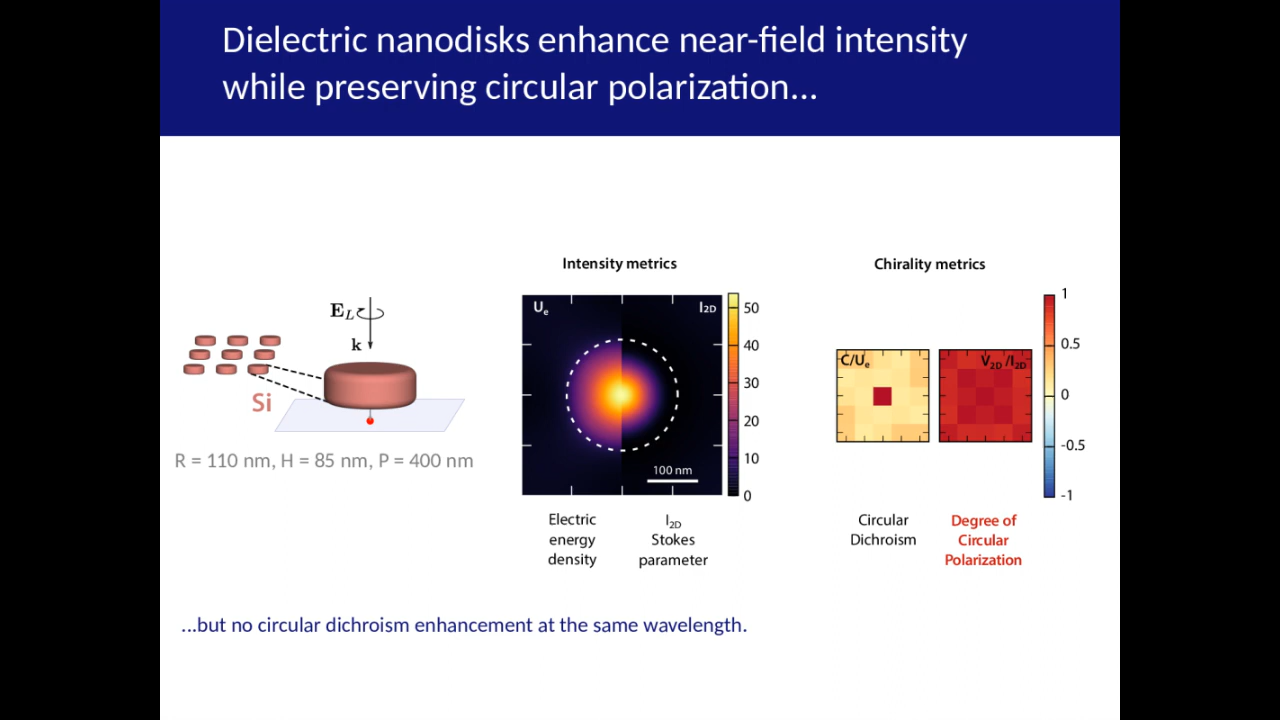 Dielectric nanodisks enhance near-field intensity
while preserving circular polarization...
Intensity metrics
Chirality metrics
E_L
k
Si
R = 110 nm, H = 85 nm, P = 400 nm
U_e
I_2D
100 nm
50
40
30
20
10
0
Electric
energy
density
I_2D
Stokes
parameter
C/U_e
V_2D/I_2D
1
0.5
0
-0.5
-1
Circular
Dichroism
Degree of
Circular
Polarization
...but no circular dichroism enhancement at the same wavelength.